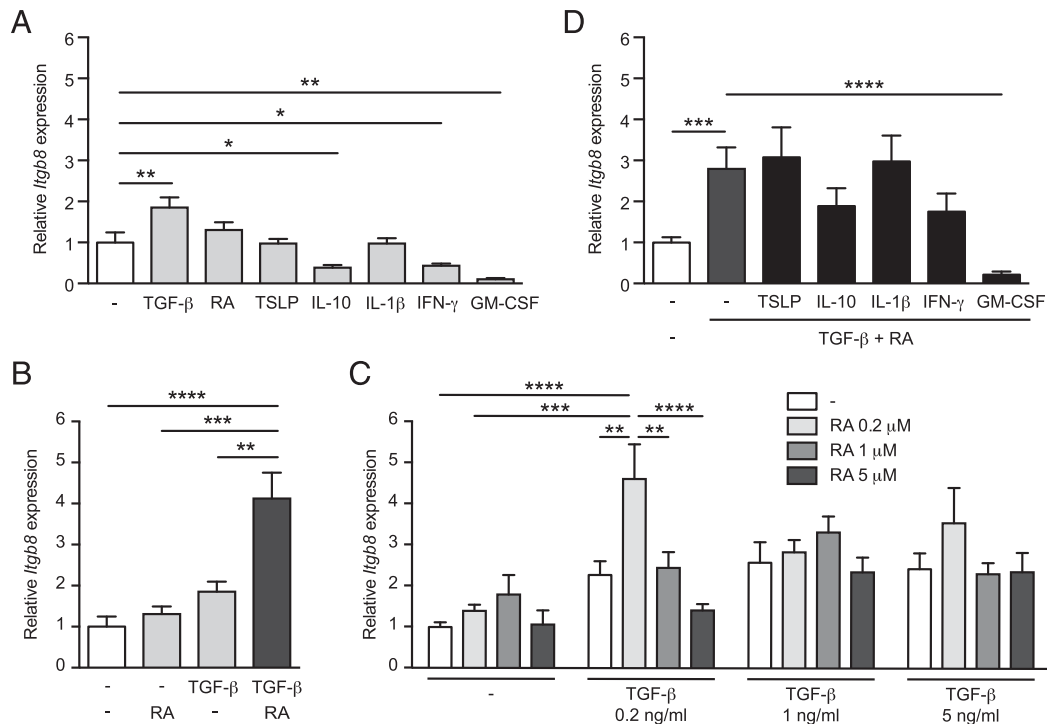 A
Relative Itgb8 expression
6
5
4
3
2
1
0
**
*
*
**
- TGF-β RA TSLP IL-10 IL-1β IFN-γ GM-CSF
D
Relative Itgb8 expression
6
5
4
3
2
1
0
****
***
- - TSLP IL-10 IL-1β IFN-γ GM-CSF
- TGF-β + RA
B
Relative Itgb8 expression
6
5
4
3
2
1
0
****
***
**
- - TGF-β TGF-β
- RA - RA
C
Relative Itgb8 expression
6
5
4
3
2
1
0
****
*** ****
** **
-
RA 0.2 μM
RA 1 μM
RA 5 μM
- TGF-β TGF-β TGF-β
0.2 ng/ml 1 ng/ml 5 ng/ml